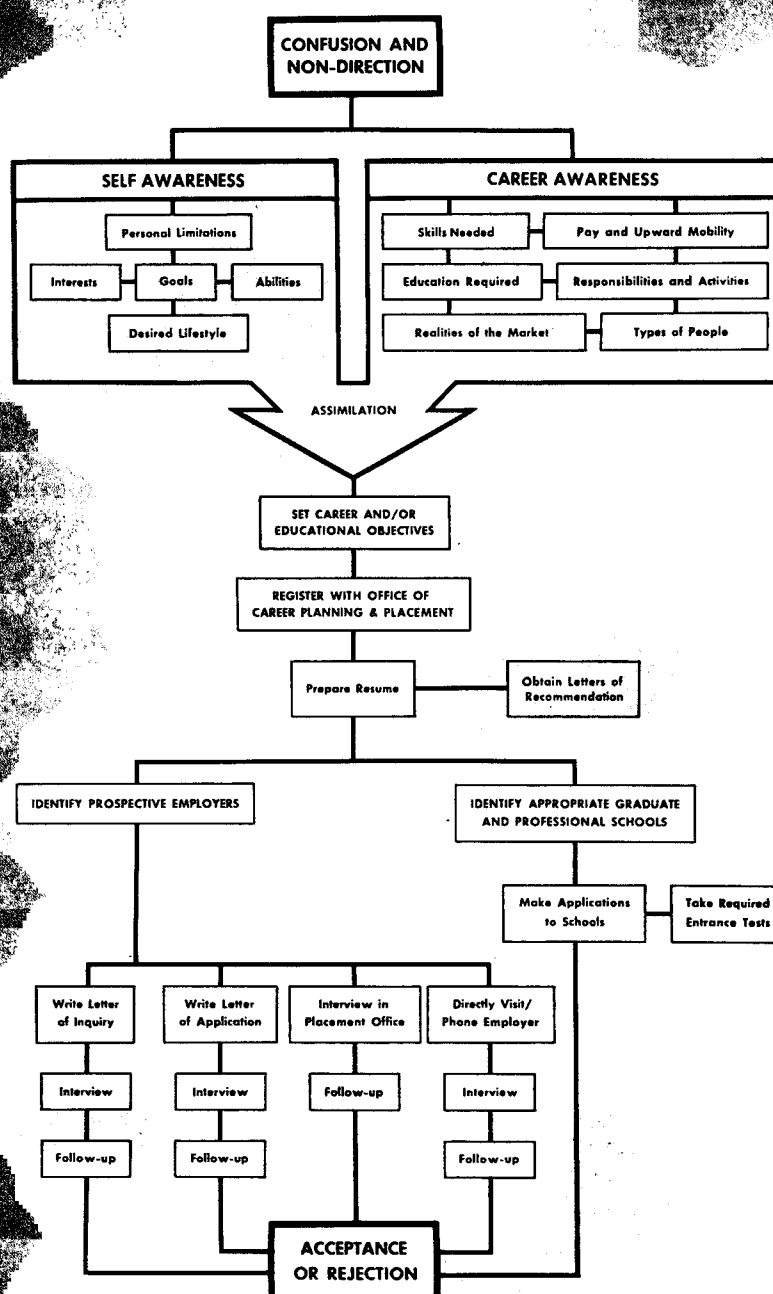 CONFUSION AND
NON-DIRECTION
SELF AWARENESS
Personal Limitations
Interests
Goals
Abilities
Desired Lifestyle
CAREER AWARENESS
Skills Needed
Pay and Upward Mobility
Education Required
Responsibilities and Activities
Realities of the Market
Types of People
ASSIMILATION
SET CAREER AND/OR
EDUCATIONAL OBJECTIVES
REGISTER WITH OFFICE OF
CAREER PLANNING & PLACEMENT
Prepare Resume
Obtain Letters of
Recommendation
IDENTIFY PROSPECTIVE EMPLOYERS
IDENTIFY APPROPRIATE GRADUATE
AND PROFESSIONAL SCHOOLS
Make Applications
to Schools
Take Required
Entrance Tests
Write Letter
of Inquiry
Write Letter
of Application
Interview in
Placement Office
Directly Visit/
Phone Employer
Interview
Interview
Follow-up
Interview
Follow-up
Follow-up
Follow-up
ACCEPTANCE
OR REJECTION